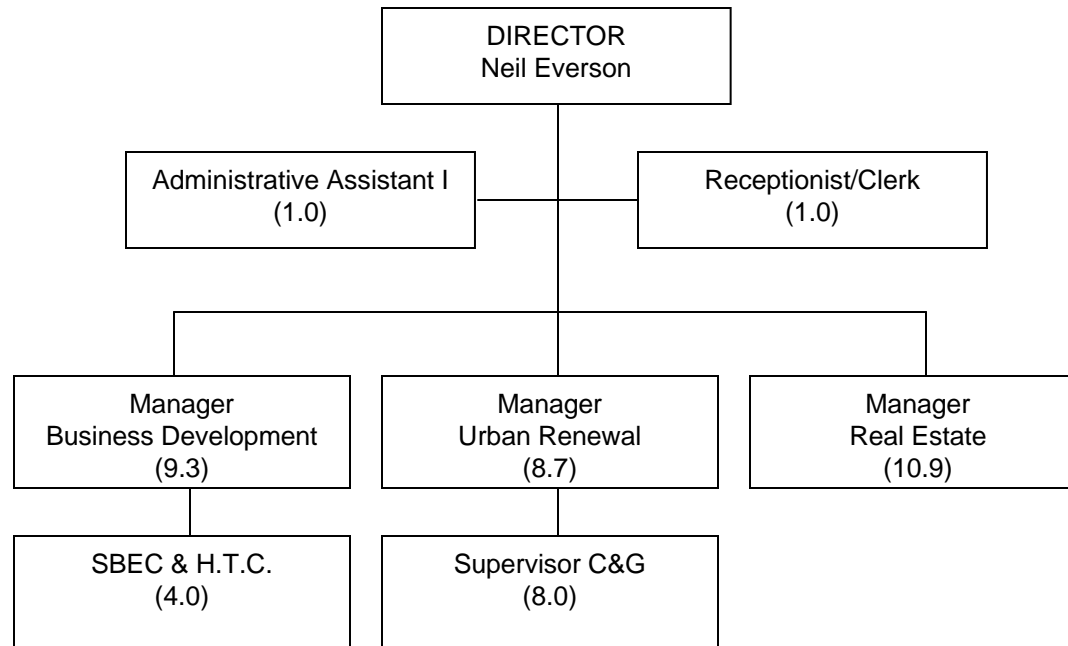 DIRECTOR
Neil Everson
Administrative Assistant I
(1.0)
Receptionist/Clerk
(1.0)
Manager
Business Development
(9.3)
Manager
Urban Renewal
(8.7)
Manager
Real Estate
(10.9)
SBEC & H.T.C.
(4.0)
Supervisor C&G
(8.0)